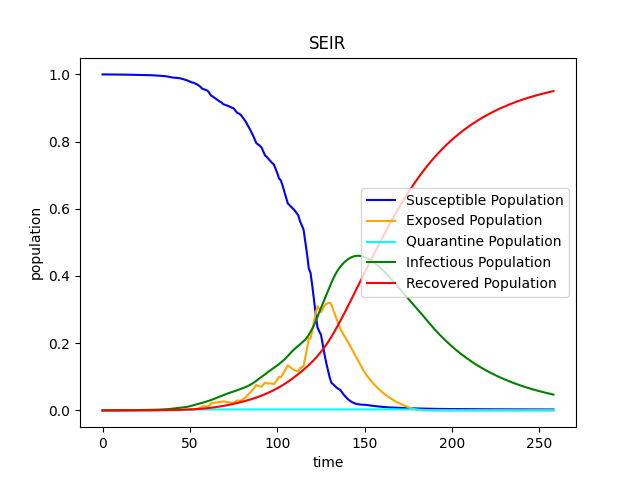 SEIR
population
1.0
0.8
0.6
0.4
0.2
0.0
Susceptible Population
Exposed Population
Quarantine Population
Infectious Population
Recovered Population
0 50 100 150 200 250
time